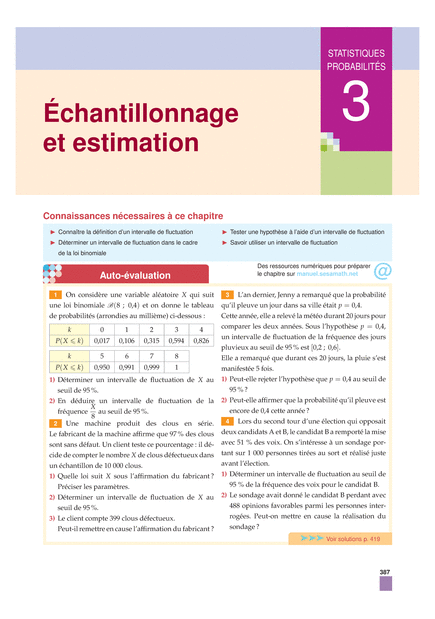 STATISTIQUES
PROBABILITÉS
3
Échantillonnage
et estimation
Connaissances nécessaires à ce chapitre
▶ Connaître la définition d'un intervalle de fluctuation
▶ Déterminer un intervalle de fluctuation dans le cadre
de la loi binomiale
▶ Tester une hypothèse à l'aide d'un intervalle de fluctuation
▶ Savoir utiliser un intervalle de fluctuation
Auto-évaluation
Des ressources numériques pour préparer
le chapitre sur manuel.sesamath.net
@
1 On considère une variable aléatoire X qui suit
une loi binomiale ℬ(8 ; 0,4) et on donne le tableau
de probabilités (arrondies au millième) ci-dessous :
k 0 1 2 3 4
P(X ⩽ k) 0,017 0,106 0,315 0,594 0,826
k 5 6 7 8
P(X ⩽ k) 0,950 0,991 0,999 1
1) Déterminer un intervalle de fluctuation de X au
seuil de 95 %.
2) En déduire un intervalle de fluctuation de la
fréquence X/8 au seuil de 95 %.
2 Une machine produit des clous en série.
Le fabricant de la machine affirme que 97 % des clous
sont sans défaut. Un client teste ce pourcentage : il dé-
cide de compter le nombre X de clous défectueux dans
un échantillon de 10 000 clous.
1) Quelle loi suit X sous l'affirmation du fabricant ?
Préciser les paramètres.
2) Déterminer un intervalle de fluctuation de X au
seuil de 95 %.
3) Le client compte 399 clous défectueux.
Peut-il remettre en cause l'affirmation du fabricant ?
3 L'an dernier, Jenny a remarqué que la probabilité
qu'il pleuve un jour dans sa ville était p = 0,4.
Cette année, elle a relevé la météo durant 20 jours pour
comparer les deux années. Sous l'hypothèse p = 0,4,
un intervalle de fluctuation de la fréquence des jours
pluvieux au seuil de 95 % est [0,2 ; 0,6].
Elle a remarqué que durant ces 20 jours, la pluie s'est
manifestée 5 fois.
1) Peut-elle rejeter l'hypothèse que p = 0,4 au seuil de
95 % ?
2) Peut-elle affirmer que la probabilité qu'il pleuve est
encore de 0,4 cette année ?
4 Lors du second tour d'une élection qui opposait
deux candidats A et B, le candidat B a remporté la mise
avec 51 % des voix. On s'intéresse à un sondage por-
tant sur 1 000 personnes tirées au sort et réalisé juste
avant l'élection.
1) Déterminer un intervalle de fluctuation au seuil de
95 % de la fréquence des voix pour le candidat B.
2) Le sondage avait donné le candidat B perdant avec
488 opinions favorables parmi les personnes inter-
rogées. Peut-on mettre en cause la réalisation du
sondage ?
▶▶▶ Voir solutions p. 418
387